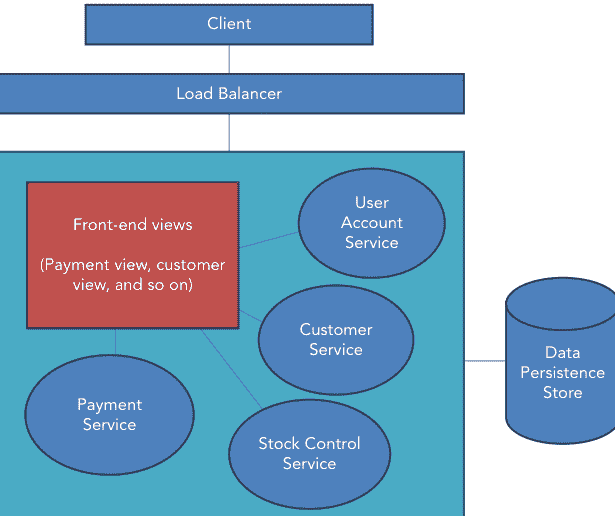 Client
Load Balancer
Front-end views
(Payment view, customer
view, and so on)
User
Account
Service
Customer
Service
Data
Persistence
Store
Payment
Service
Stock Control
Service